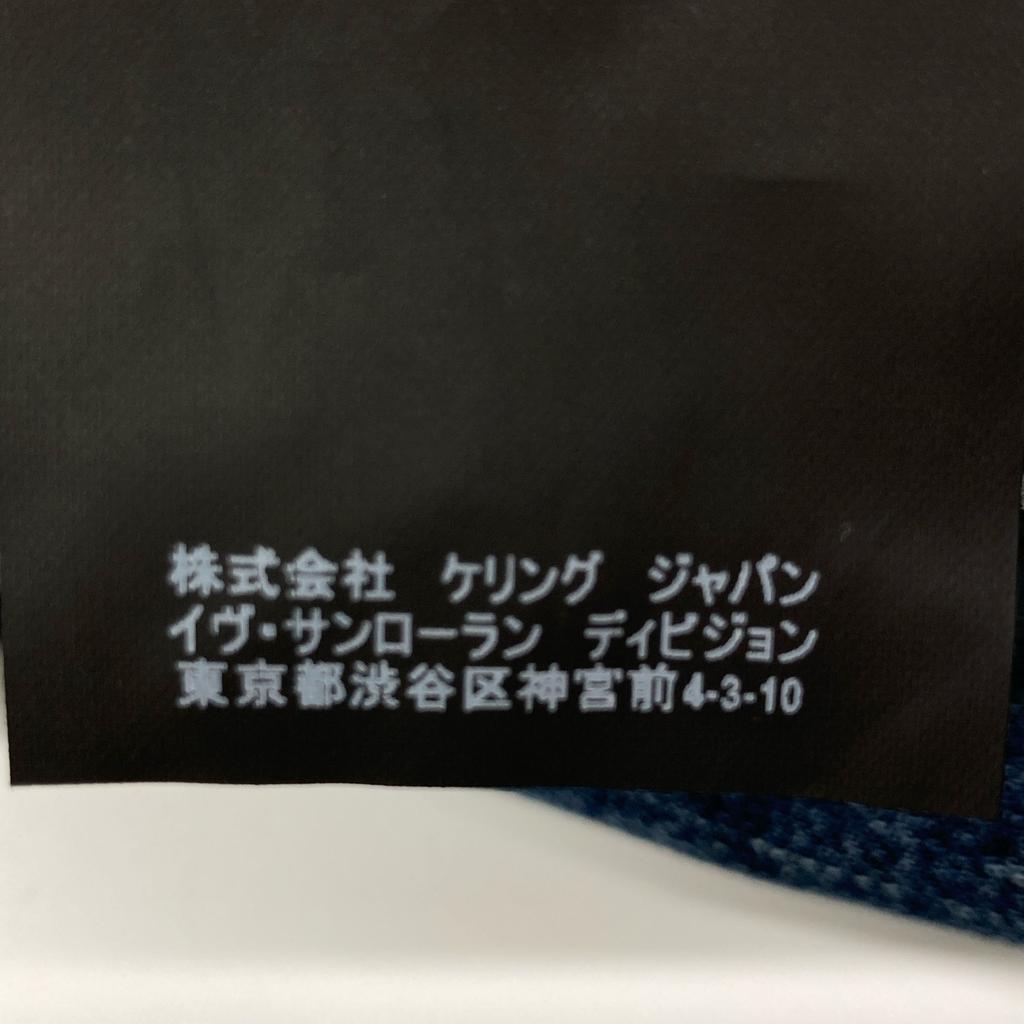 株式会社 ケリング ジャパン
イヴ・サンローラン ディビジョン
東京都渋谷区神宮前4-3-10